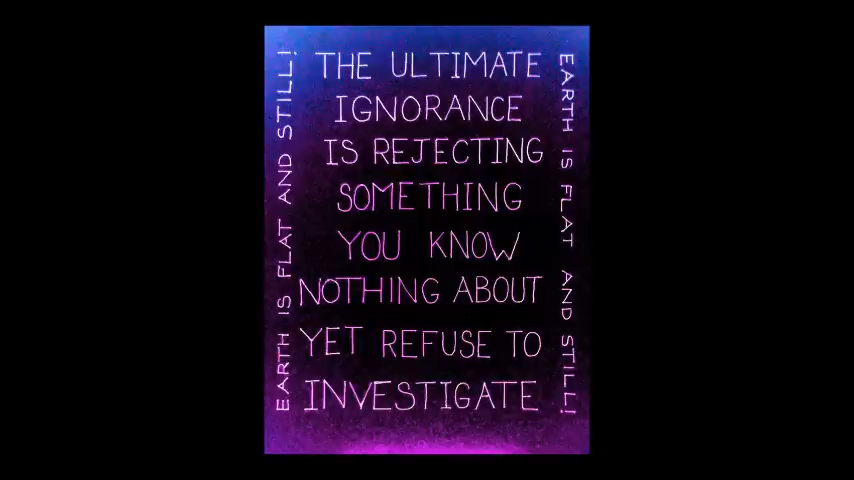 THE ULTIMATE
IGNORANCE
IS REJECTING
SOMETHING
YOU KNOW
NOTHING ABOUT
YET REFUSE TO
INVESTIGATE
EARTH IS FLAT AND STILL!
EARTH IS FLAT AND STILL!